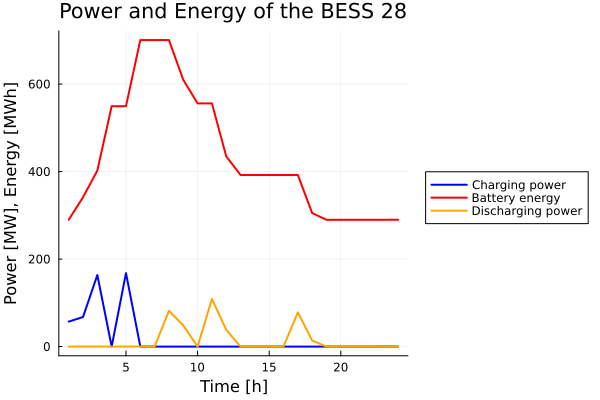 Power and Energy of the BESS 28
Power [MW], Energy [MWh]
600
400
200
0
5
10
15
20
Time [h]
Charging power
Battery energy
Discharging power